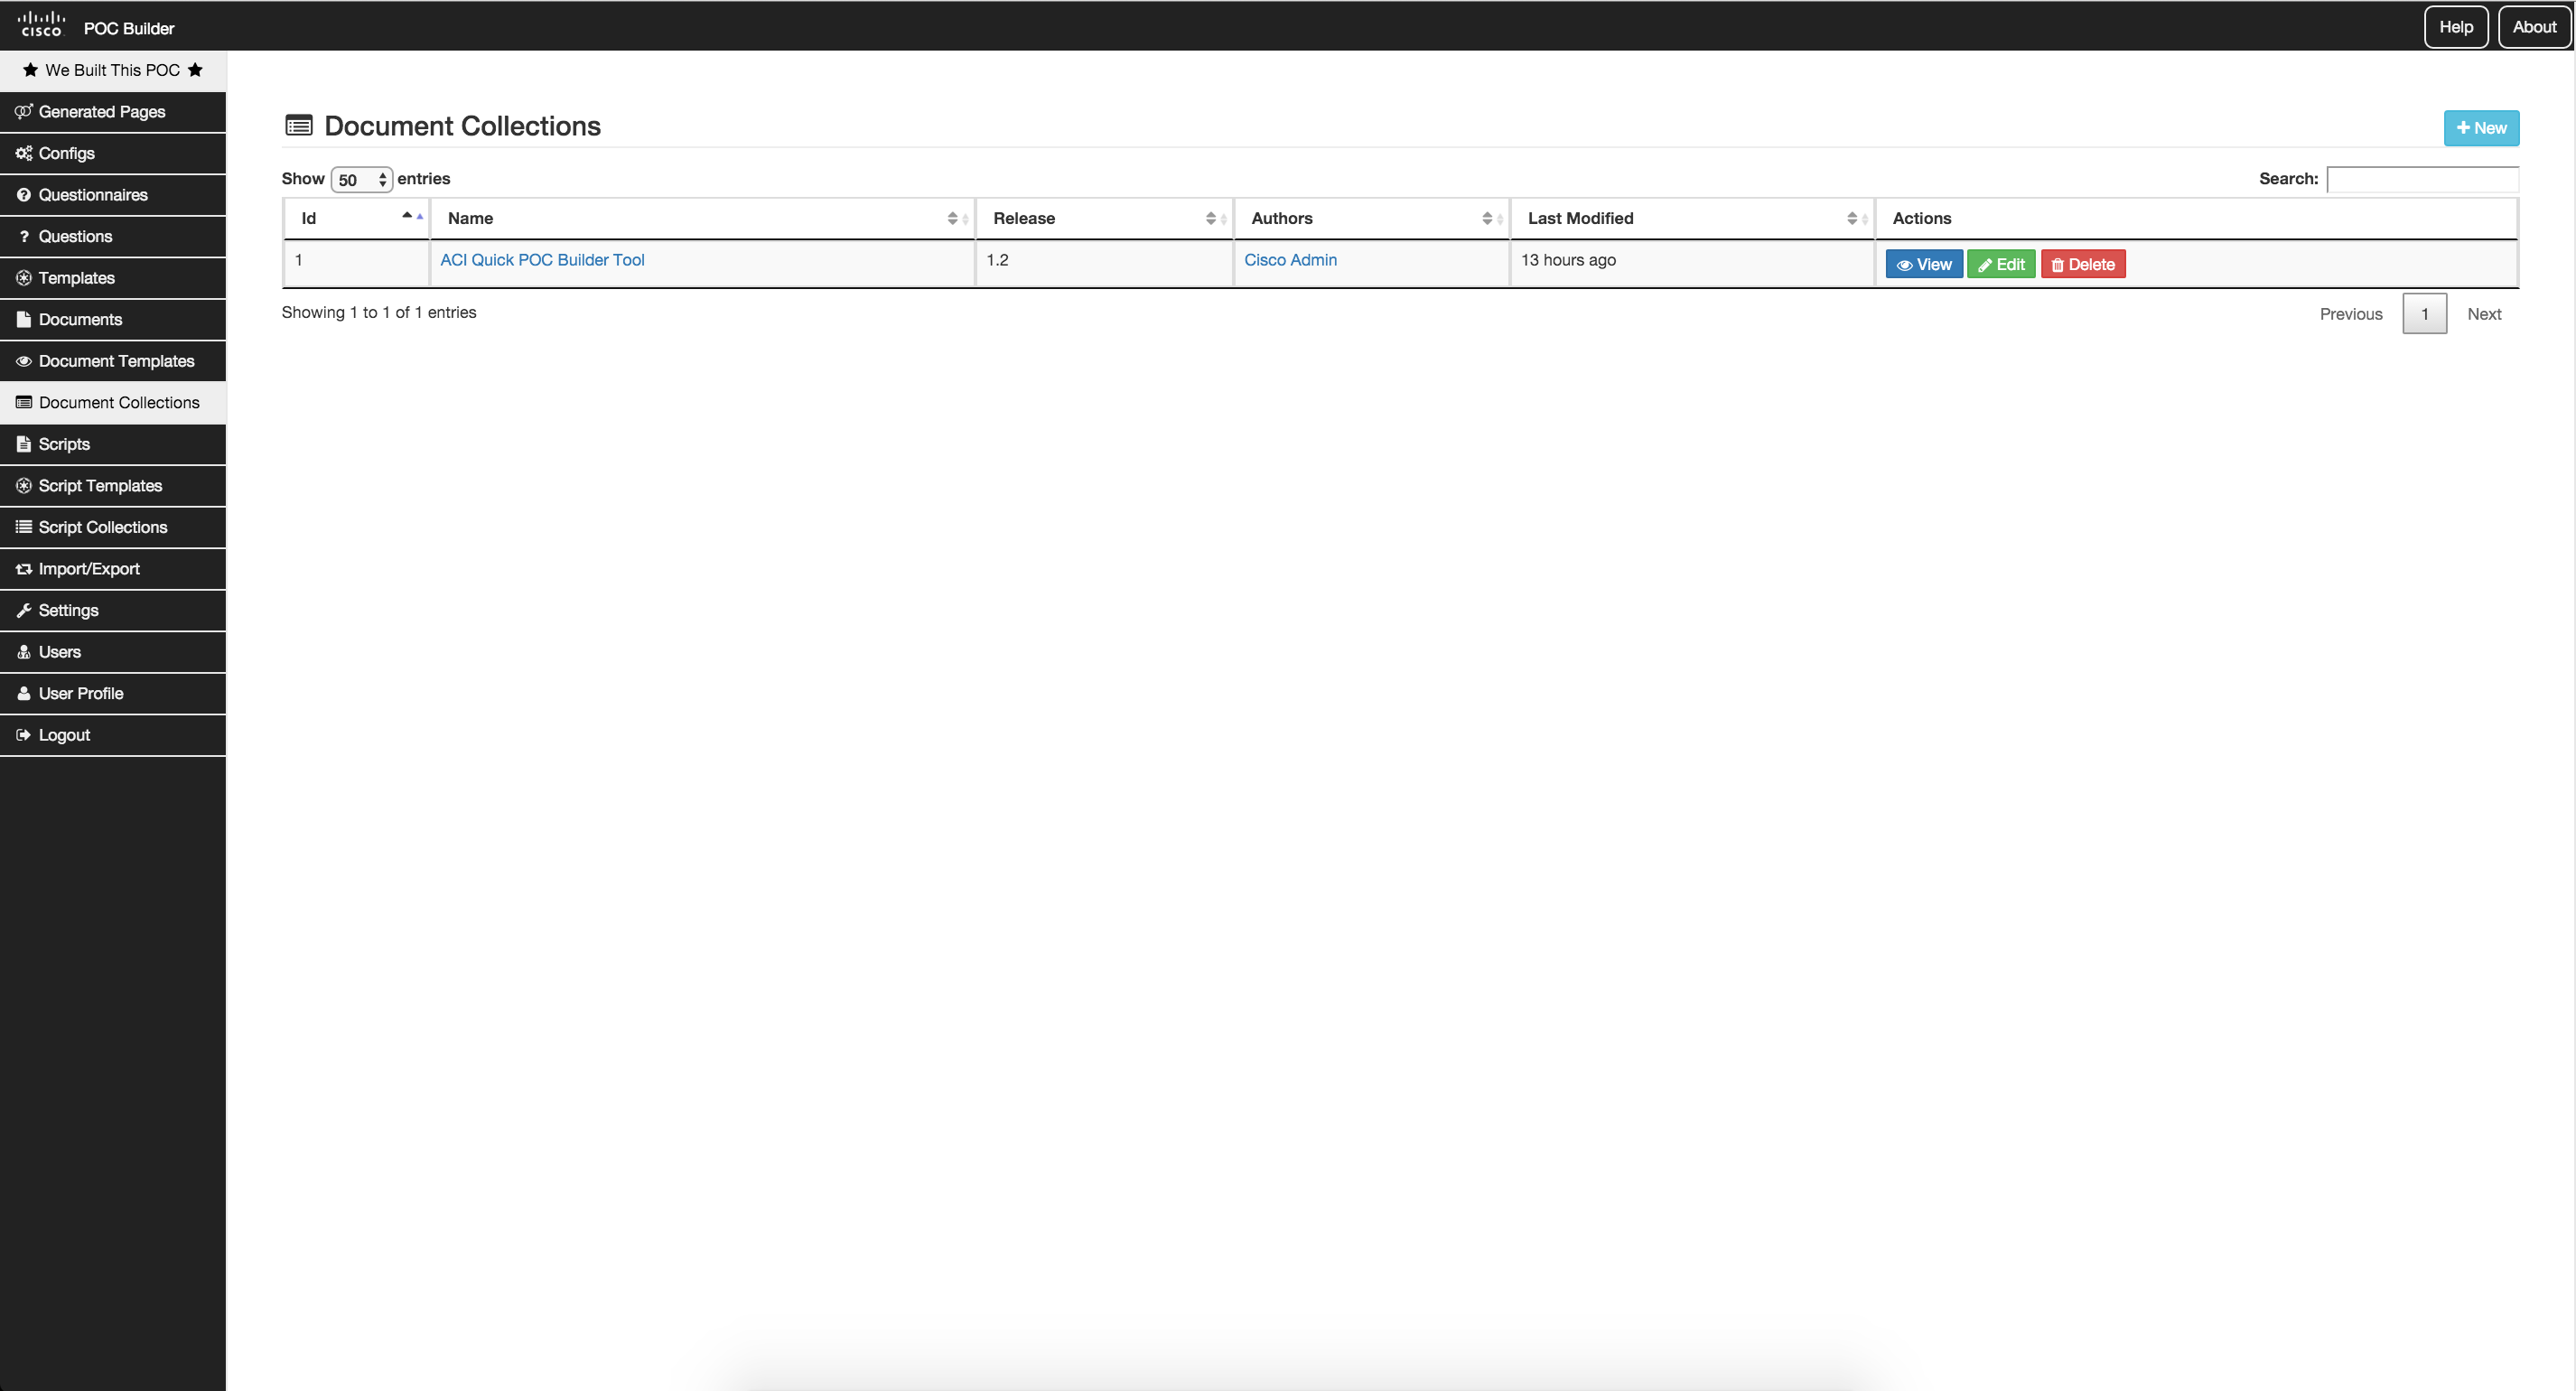 cisco POC Builder Help About
We Built This POC
Generated Pages
Configs
Questionnaires
Questions
Templates
Documents
Document Templates
Document Collections
Scripts
Script Templates
Script Collections
Import/Export
Settings
Users
User Profile
Logout
Document Collections New
Show 50 entries Search:
Id Name Release Authors Last Modified Actions
1 ACI Quick POC Builder Tool 1.2 Cisco Admin 13 hours ago View Edit Delete
Showing 1 to 1 of 1 entries Previous 1 Next